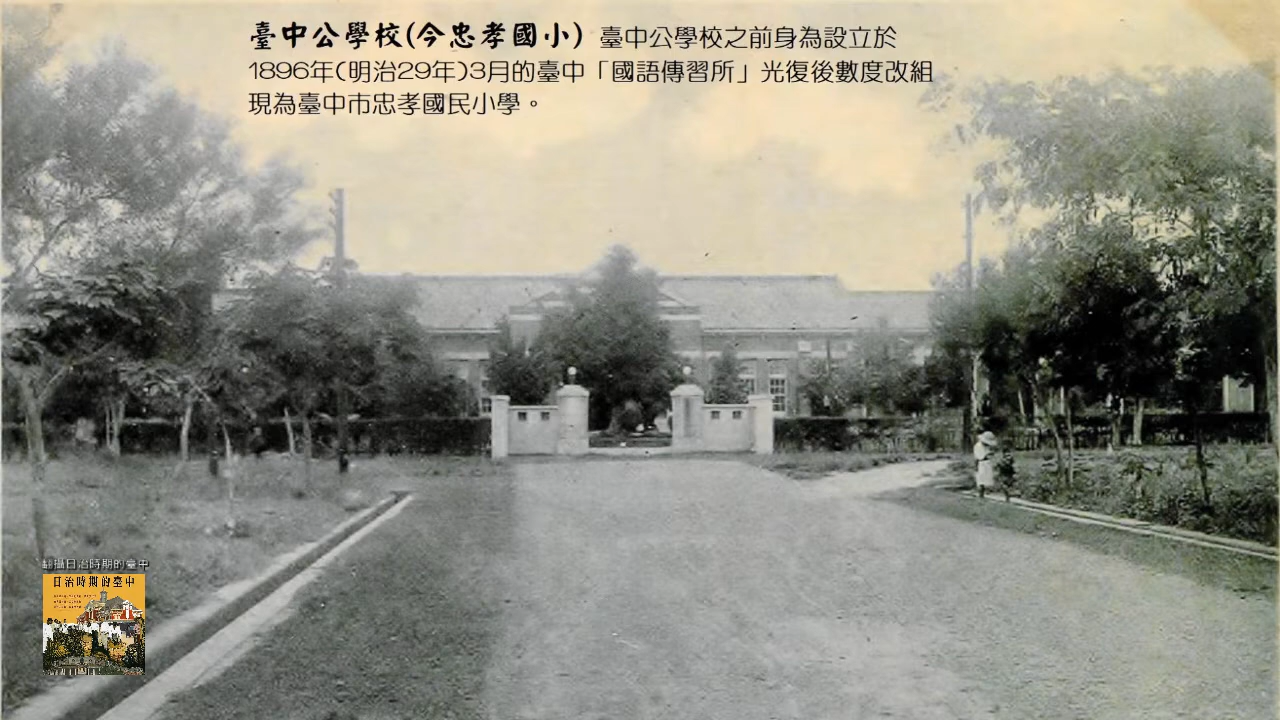 臺中公學校(今忠孝國小) 臺中公學校之前身為設立於
1896年(明治29年)3月的臺中「國語傳習所」光復後數度改組
現為臺中市忠孝國民小學。
翻攝日治時期的臺中
日治時期的臺中